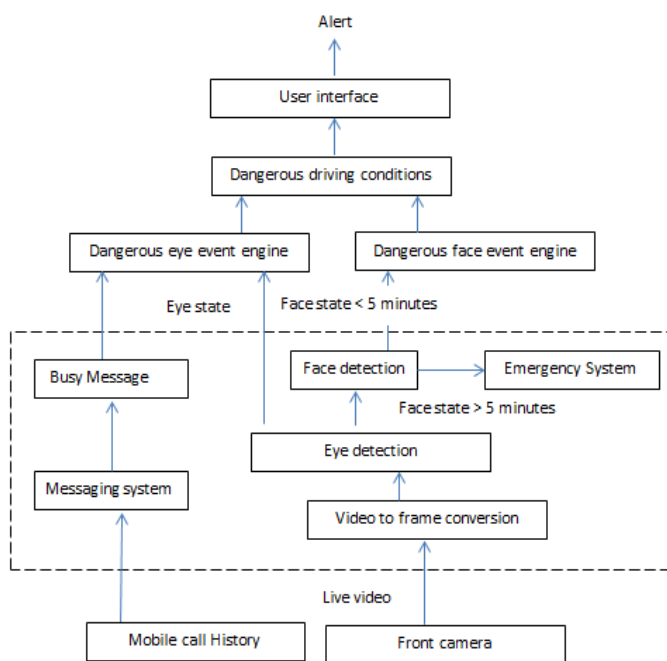 Alert
User interface
Dangerous driving conditions
Dangerous eye event engine
Dangerous face event engine
Eye state
Face state < 5 minutes
Busy Message
Face detection
Emergency System
Face state > 5 minutes
Eye detection
Messaging system
Video to frame conversion
Live video
Mobile call History
Front camera